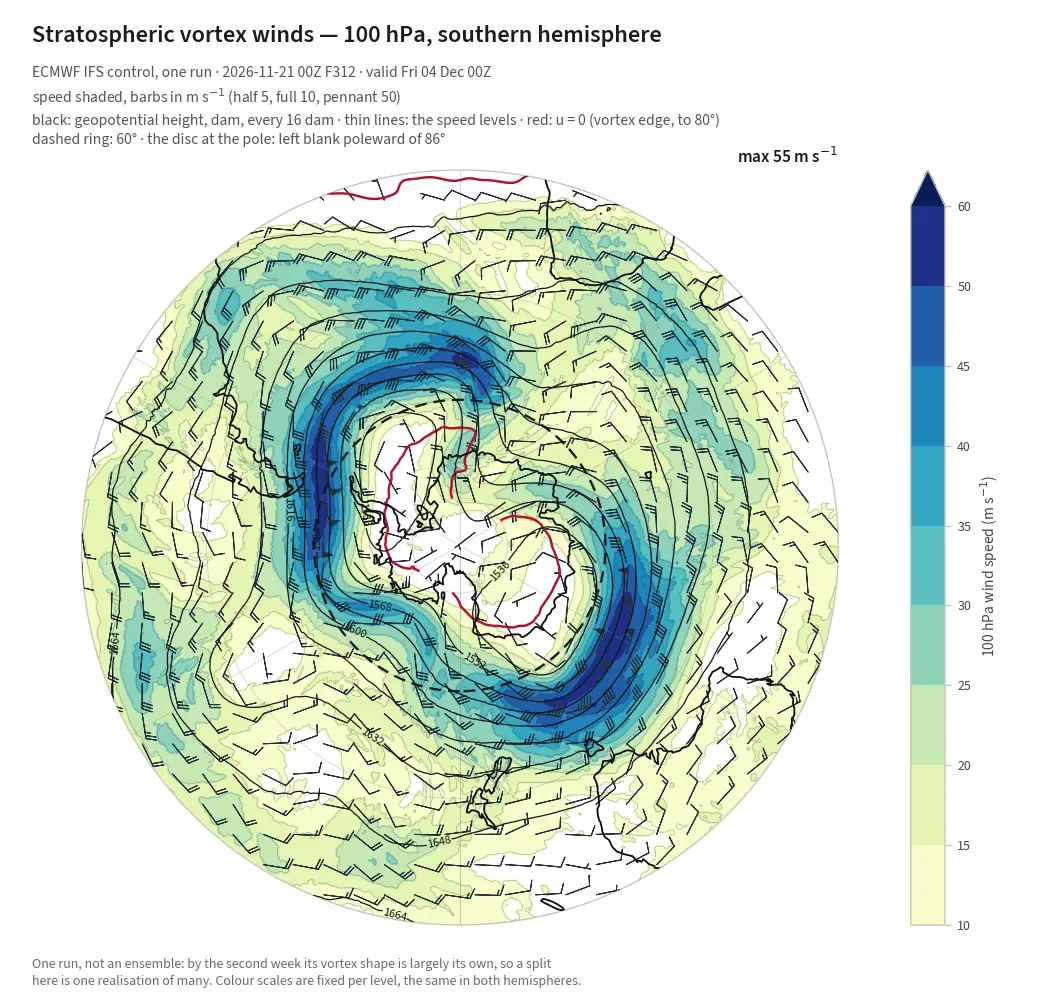 Stratospheric vortex winds — 100 hPa, southern hemisphere
ECMWF IFS control, one run · 2026-11-21 00Z F312 · valid Fri 04 Dec 00Z
speed shaded, barbs in m s⁻¹ (half 5, full 10, pennant 50)
black: geopotential height, dam, every 16 dam · thin lines: the speed levels · red: u = 0 (vortex edge, to 80°)
dashed ring: 60° · the disc at the pole: left blank poleward of 86°
max 55 m s⁻¹
60
50
45
40
35
30
25
20
15
10
100 hPa wind speed (m s⁻¹)
1616
1536
1568
1600
1552
1664
1632
1648
1664
One run, not an ensemble: by the second week its vortex shape is largely its own, so a split
here is one realisation of many. Colour scales are fixed per level, the same in both hemispheres.